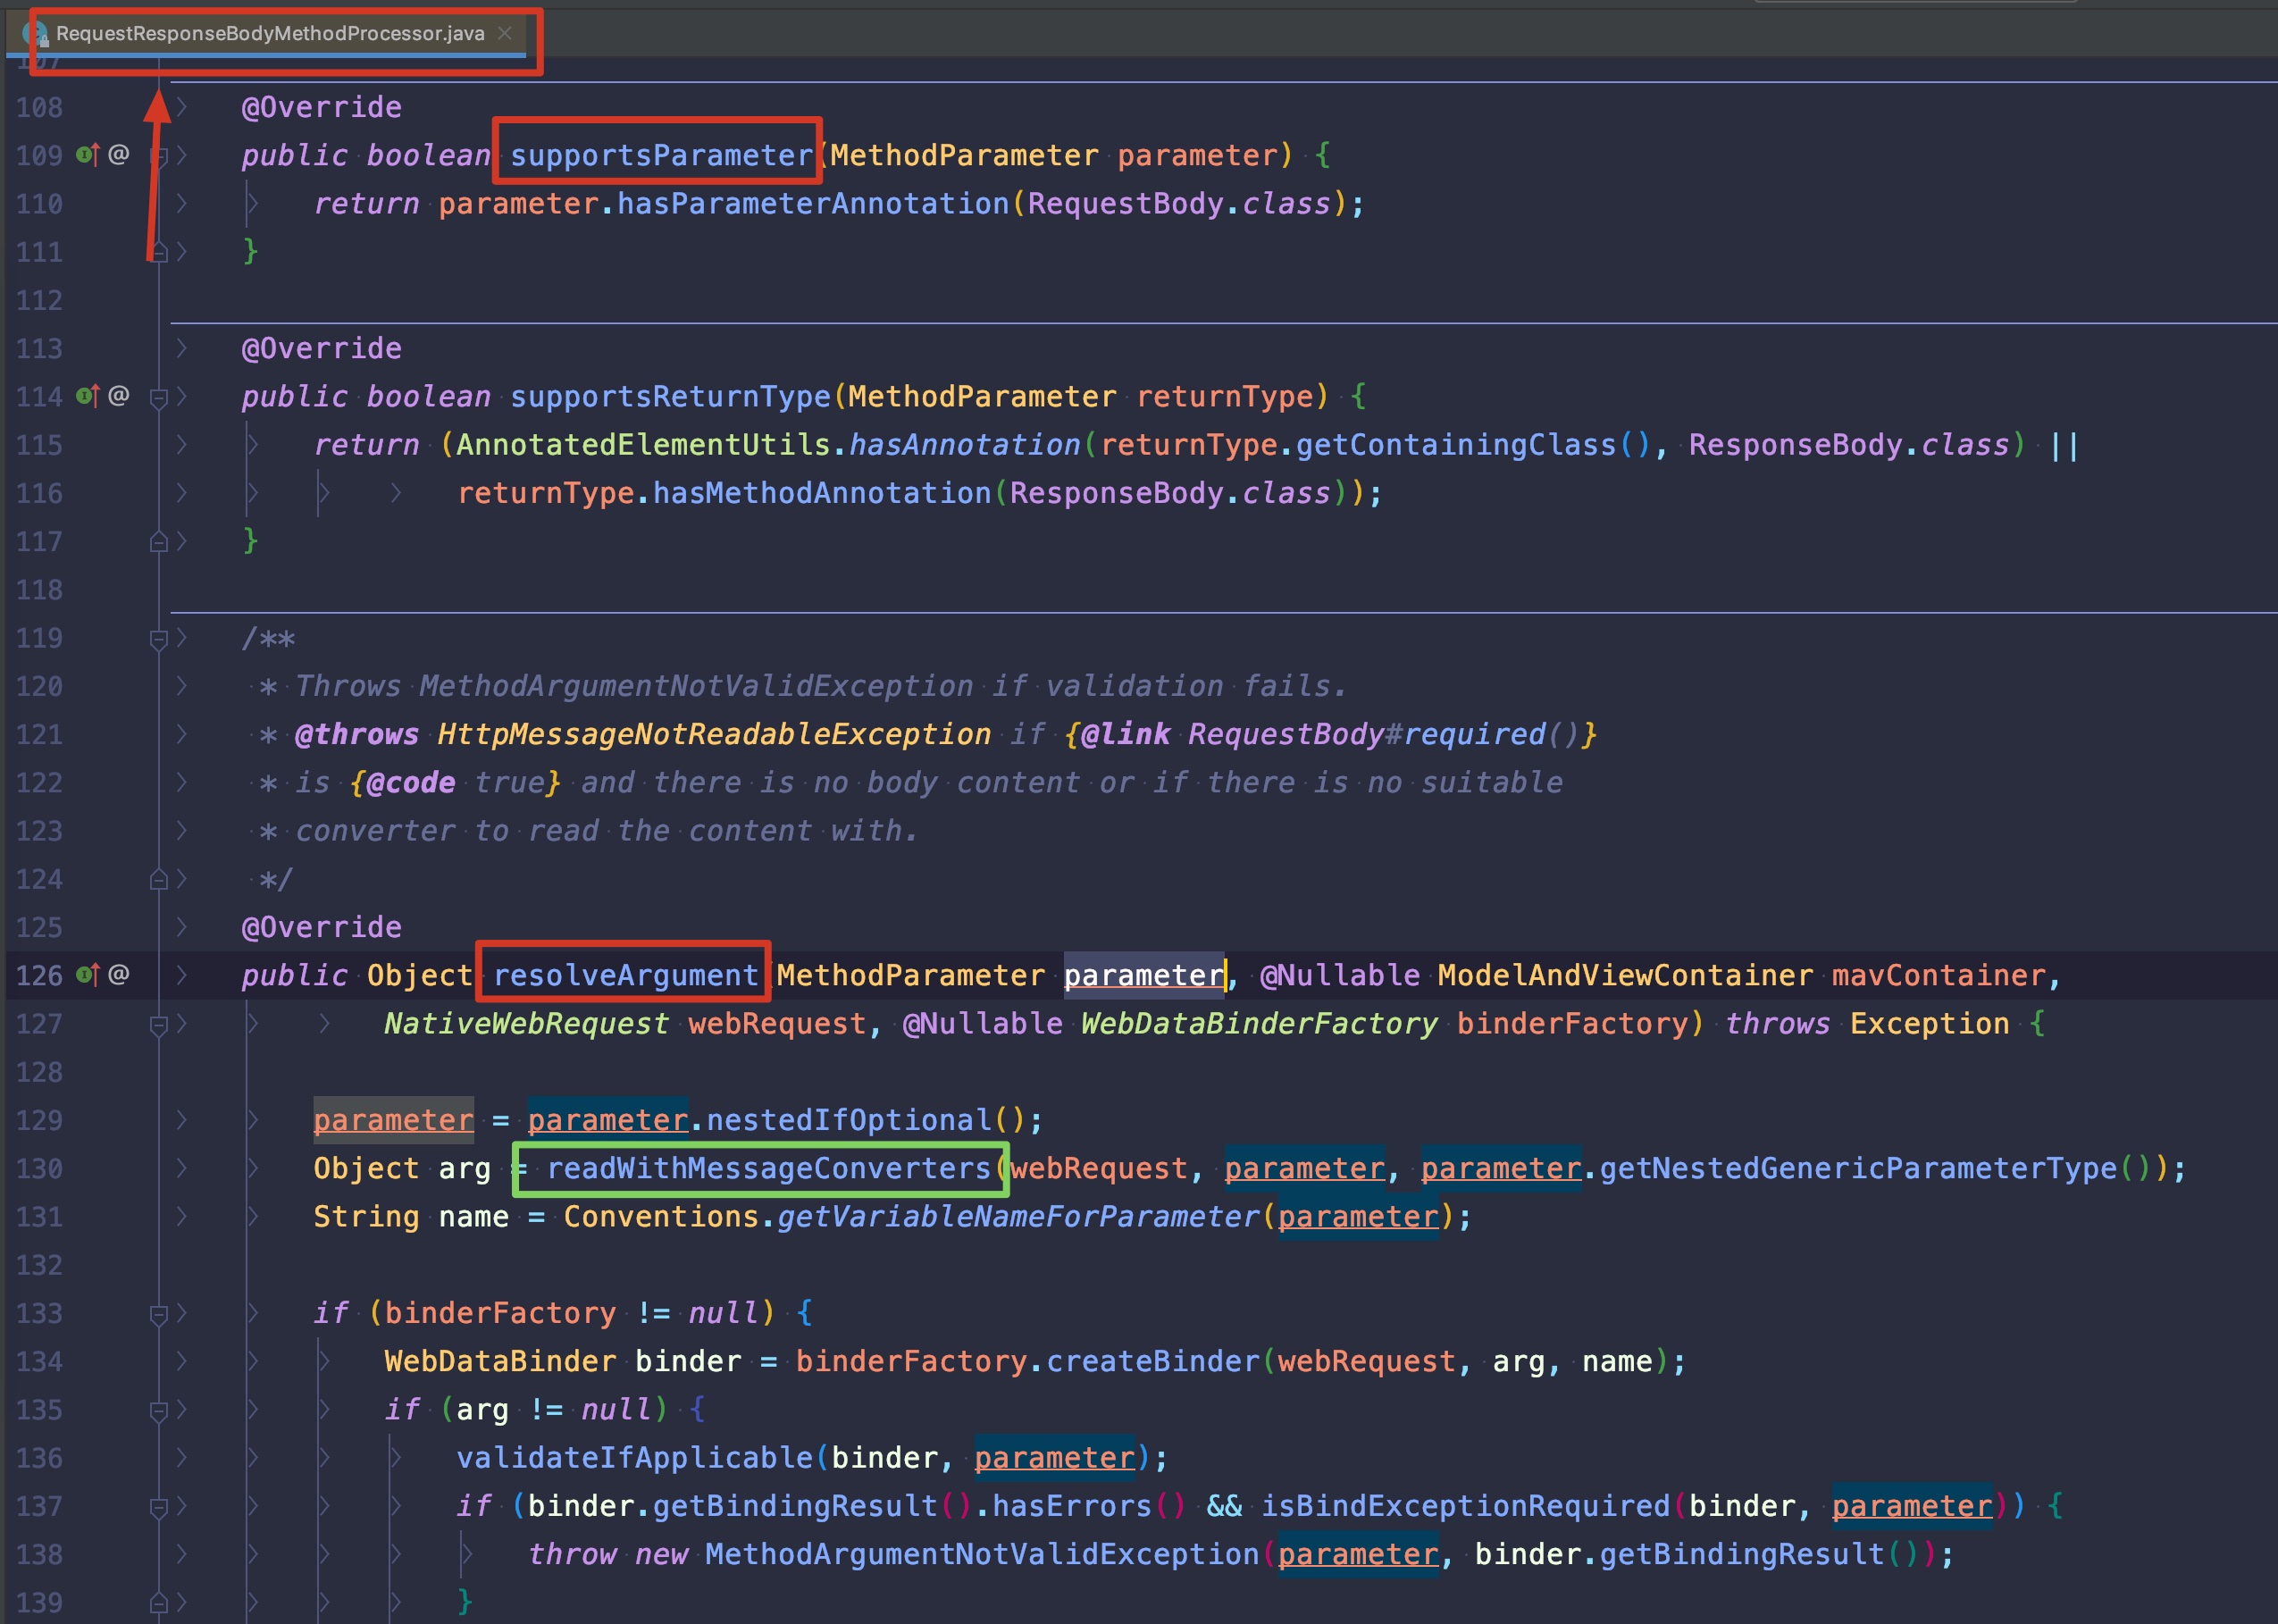 RequestResponseBodyMethodProcessor.java
107
108 @Override
109 public boolean supportsParameter(MethodParameter parameter) {
110 return parameter.hasParameterAnnotation(RequestBody.class);
111 }
112
113 @Override
114 public boolean supportsReturnType(MethodParameter returnType) {
115 return (AnnotatedElementUtils.hasAnnotation(returnType.getContainingClass(), ResponseBody.class) ||
116 returnType.hasMethodAnnotation(ResponseBody.class));
117 }
118
119 /**
120 * Throws MethodArgumentNotValidException if validation fails.
121 * @throws HttpMessageNotReadableException if {@link RequestBody#required()}
122 * is {@code true} and there is no body content or if there is no suitable
123 * converter to read the content with.
124 */
125 @Override
126 public Object resolveArgument(MethodParameter parameter, @Nullable ModelAndViewContainer mavContainer,
127 NativeWebRequest webRequest, @Nullable WebDataBinderFactory binderFactory) throws Exception {
128
129 parameter = parameter.nestedIfOptional();
130 Object arg = readWithMessageConverters(webRequest, parameter, parameter.getNestedGenericParameterType());
131 String name = Conventions.getVariableNameForParameter(parameter);
132
133 if (binderFactory != null) {
134 WebDataBinder binder = binderFactory.createBinder(webRequest, arg, name);
135 if (arg != null) {
136 validateIfApplicable(binder, parameter);
137 if (binder.getBindingResult().hasErrors() && isBindExceptionRequired(binder, parameter)) {
138 throw new MethodArgumentNotValidException(parameter, binder.getBindingResult());
139 }